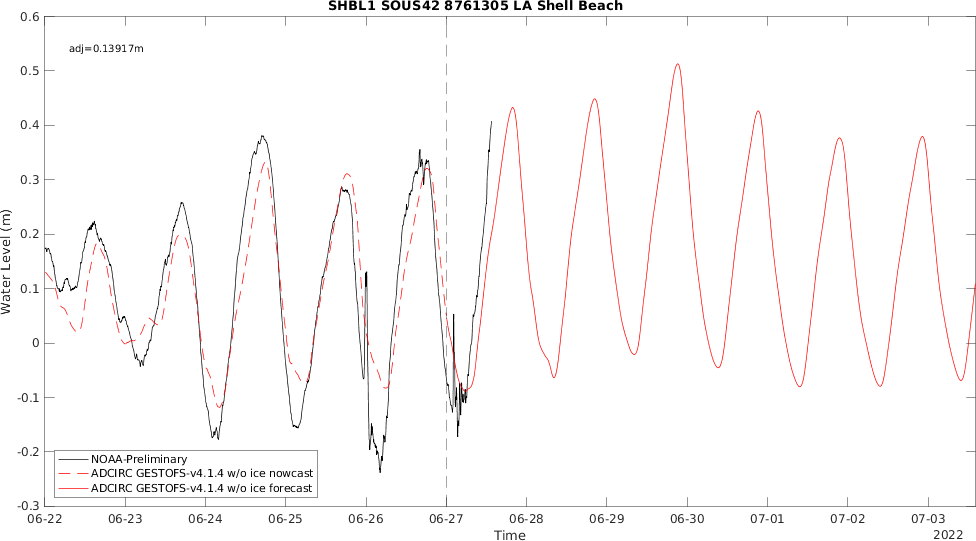 SHBL1 SOUS42 8761305 LA Shell Beach
adj=0.13917m
Water Level (m)
0.6
0.5
0.4
0.3
0.2
0.1
0
-0.1
-0.2
-0.3
NOAA-Preliminary
ADCIRC GESTOFS-v4.1.4 w/o ice nowcast
ADCIRC GESTOFS-v4.1.4 w/o ice forecast
06-22 06-23 06-24 06-25 06-26 06-27 06-28 06-29 06-30 07-01 07-02 07-03
Time
2022